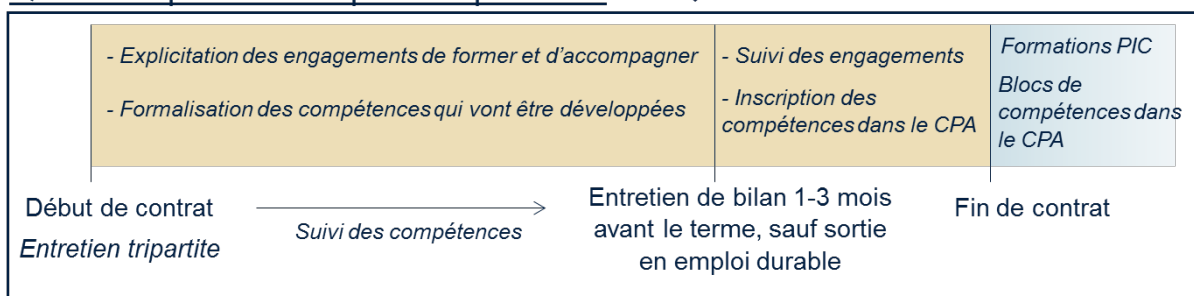 - Explicitation des engagements de former et d'accompagner
- Formalisation des compétences qui vont être développées
- Suivi des engagements
- Inscription des
compétences dans le CPA
Formations PIC
Blocs de
compétences dans
le CPA
Début de contrat
Entretien tripartite
Suivi des compétences
Entretien de bilan 1-3 mois
avant le terme, sauf sortie
en emploi durable
Fin de contrat